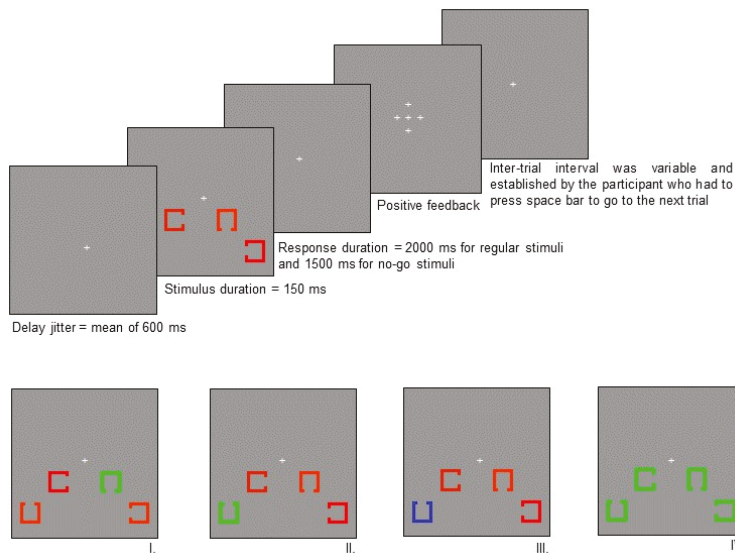 Inter-trial interval was variable and
established by the participant who had to
press space bar to go to the next trial
Positive feedback
Response duration = 2000 ms for regular stimuli
and 1500 ms for no-go stimuli
Stimulus duration = 150 ms
Delay jitter = mean of 600 ms
I.
II.
III.